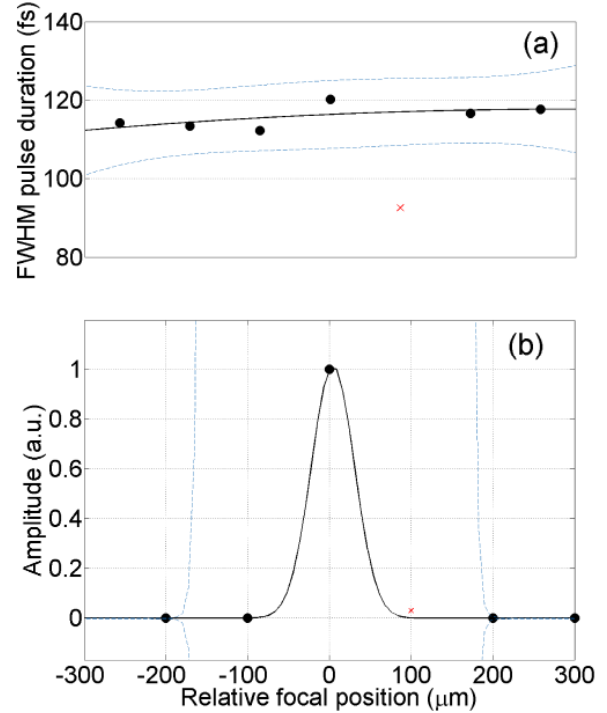 FWHM pulse duration (fs)
140
120
100
80
(a)
Amplitude (a.u.)
1
0.8
0.6
0.4
0.2
0
(b)
-300 -200 -100 0 100 200 300
Relative focal position (μm)